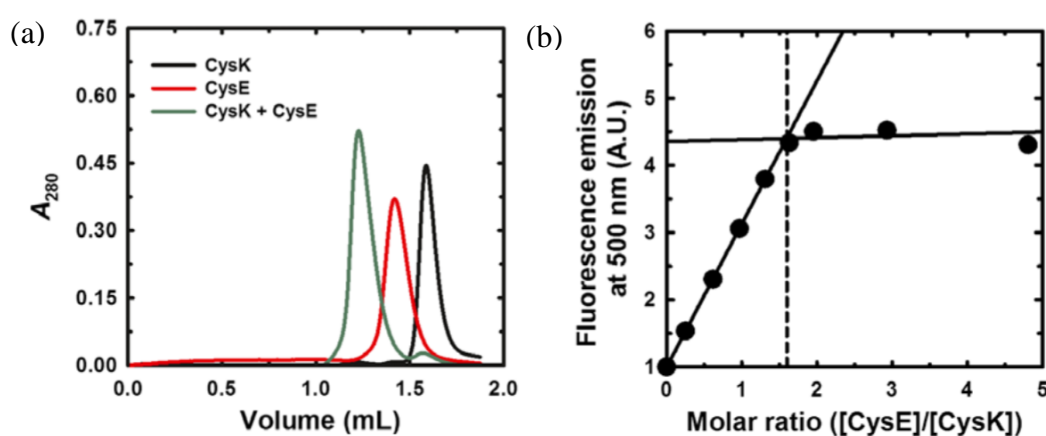 (a)
0.75
0.60
0.45
0.30
0.15
0.00
A280
CysK
CysE
CysK + CysE
0.0
0.5
1.0
1.5
2.0
Volume (mL)
(b)
6
5
4
3
2
1
Fluorescence emission
at 500 nm (A.U.)
0
1
2
3
4
5
Molar ratio ([CysE]/[CysK])